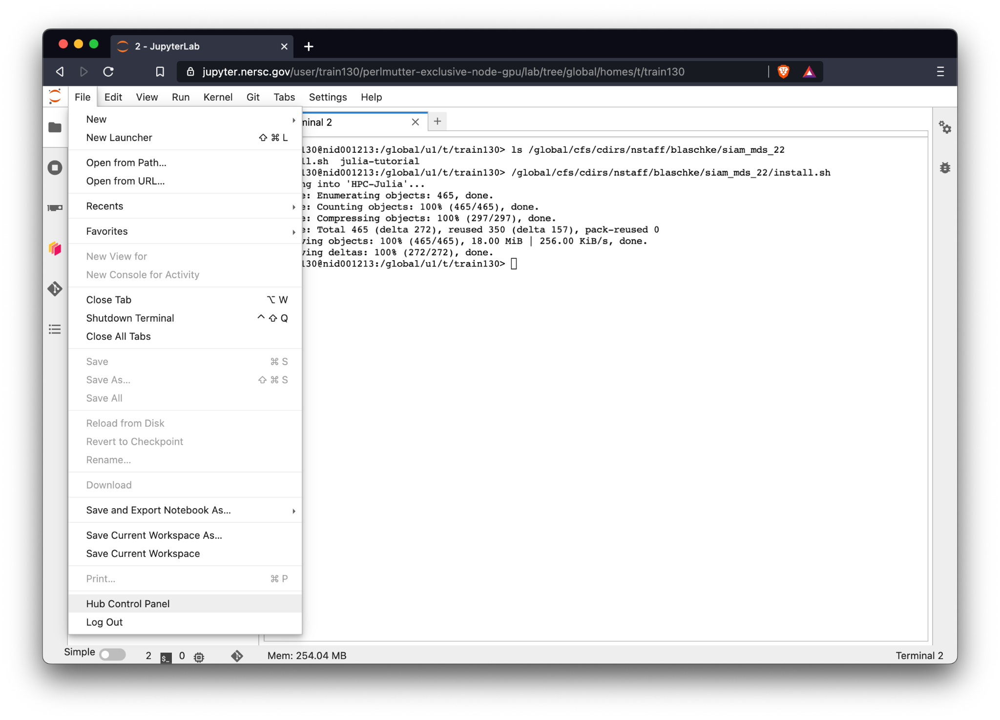 2 - JupyterLab
jupyter.nersc.gov/user/train130/perlmutter-exclusive-node-gpu/lab/tree/global/homes/t/train130
File Edit View Run Kernel Git Tabs Settings Help
New
New Launcher ⇧ ⌘ L
Open from Path...
Open from URL...
Recents
Favorites
New View for
New Console for Activity
Close Tab ⌥ W
Shutdown Terminal ^ ⇧ Q
Close All Tabs
Save ⌘ S
Save As... ⇧ ⌘ S
Save All
Reload from Disk
Revert to Checkpoint
Rename...
Download
Save and Export Notebook As...
Save Current Workspace As...
Save Current Workspace
Print... ⌘ P
Hub Control Panel
Log Out
minal 2
130@nid001213:/global/u1/t/train130> ls /global/cfs/cdirs/nstaff/blaschke/siam_mds_22
ll.sh julia-tutorial
130@nid001213:/global/u1/t/train130> /global/cfs/cdirs/nstaff/blaschke/siam_mds_22/install.sh
ng into 'HPC-Julia'...
e: Enumerating objects: 465, done.
e: Counting objects: 100% (465/465), done.
e: Compressing objects: 100% (297/297), done.
e: Total 465 (delta 272), reused 350 (delta 157), pack-reused 0
ving objects: 100% (465/465), 18.00 MiB | 256.00 KiB/s, done.
ving deltas: 100% (272/272), done.
130@nid001213:/global/u1/t/train130>
Simple 2 $_ 0 Mem: 254.04 MB Terminal 2